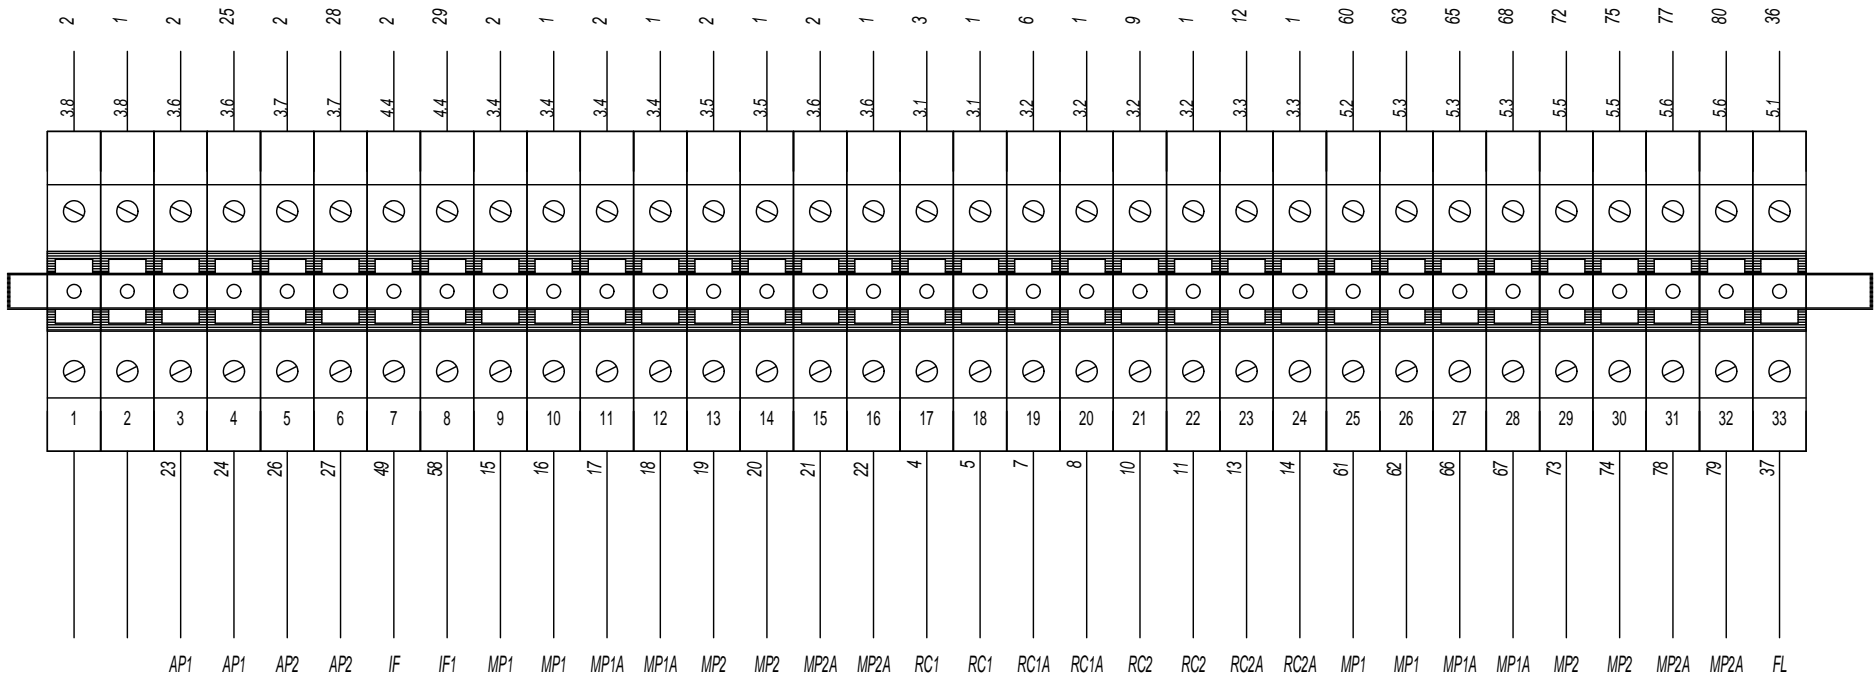 2 1 2 25 2 28 2 29 2 1 2 1 2 1 2 1 3 1 6 1 9 1 12 1 60 63 65 68 72 75 77 80 36
3.8 3.8 3.6 3.6 3.7 3.7 4.4 4.4 3.4 3.4 3.4 3.4 3.5 3.5 3.6 3.6 3.1 3.1 3.2 3.2 3.2 3.2 3.3 3.3 5.2 5.3 5.3 5.3 5.5 5.5 5.6 5.6 5.1
1 2 3 4 5 6 7 8 9 10 11 12 13 14 15 16 17 18 19 20 21 22 23 24 25 26 27 28 29 30 31 32 33
23 24 26 27 49 58 15 16 17 18 19 20 21 22 4 5 7 8 10 11 13 14 61 62 66 67 73 74 78 79 37
AP1 AP1 AP2 AP2 IF IF1 MP1 MP1 MP1A MP1A MP2 MP2 MP2A MP2A RC1 RC1 RC1A RC1A RC2 RC2 RC2A RC2A MP1 MP1 MP1A MP1A MP2 MP2 MP2A MP2A FL